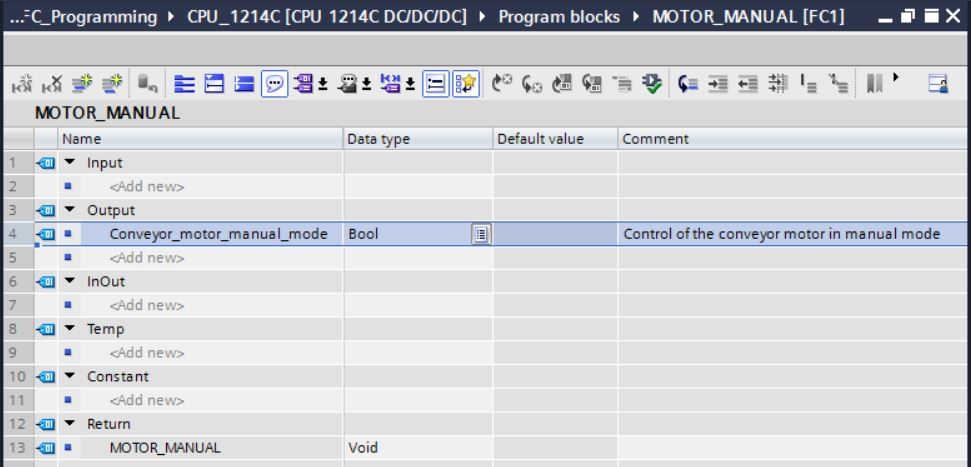 ...FC_Programming ▸ CPU_1214C [CPU 1214C DC/DC/DC] ▸ Program blocks ▸ MOTOR_MANUAL [FC1]
MOTOR_MANUAL
Name Data type Default value Comment
1 Input
2 <Add new>
3 Output
4 Conveyor_motor_manual_mode Bool Control of the conveyor motor in manual mode
5 <Add new>
6 InOut
7 <Add new>
8 Temp
9 <Add new>
10 Constant
11 <Add new>
12 Return
13 MOTOR_MANUAL Void